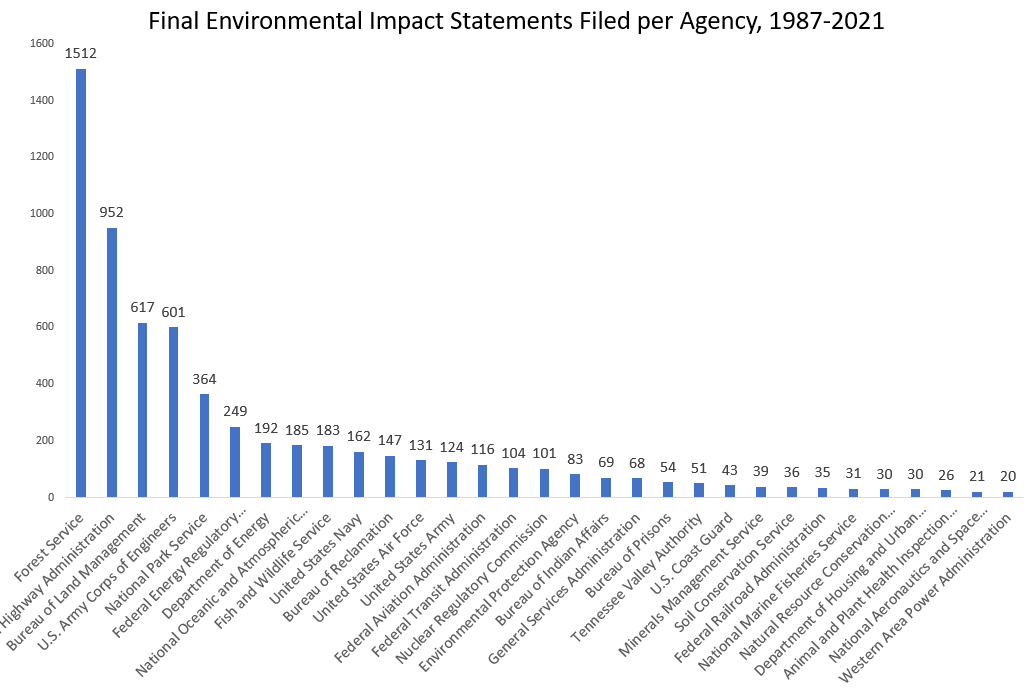 Final Environmental Impact Statements Filed per Agency, 1987-2021
1600
1400
1200
1000
800
600
400
200
0
1512
952
617
601
364
249
192
185
183
162
147
131
124
116
104
101
83
69
68
54
51
43
39
36
35
31
30
30
26
21
20
Forest Service
Highway Administration
Bureau of Land Management
U.S. Army Corps of Engineers
National Park Service
Federal Energy Regulatory...
Department of Energy
National Oceanic and Atmospheric...
Fish and Wildlife Service
United States Navy
Bureau of Reclamation
United States Air Force
United States Army
Federal Aviation Administration
Federal Transit Administration
Nuclear Regulatory Commission
Environmental Protection Agency
Bureau of Indian Affairs
General Services Administration
Bureau of Prisons
Tennessee Valley Authority
U.S. Coast Guard
Minerals Management Service
Soil Conservation Service
Federal Railroad Administration
National Marine Fisheries Service
Natural Resource Conservation...
Department of Housing and Urban...
Animal and Plant Health Inspection...
National Aeronautics and Space...
Western Area Power Administration